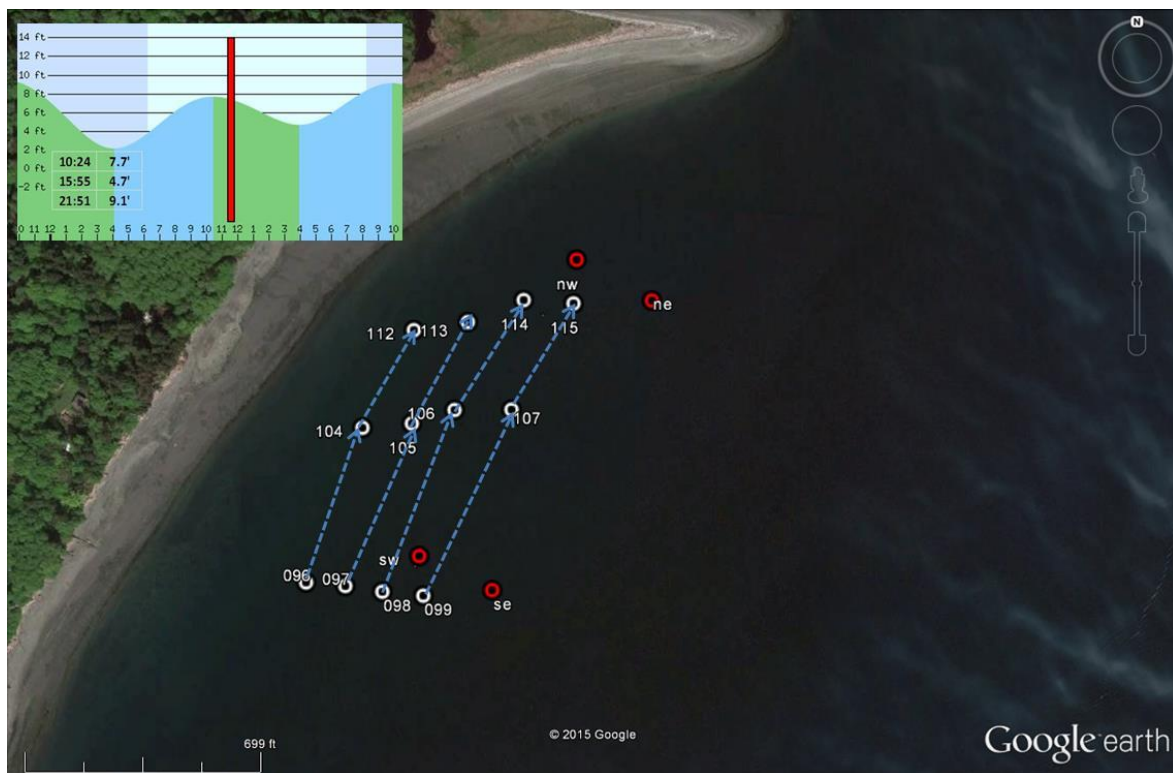 14 ft
12 ft
10 ft
8 ft
6 ft
4 ft
2 ft
0 ft
-2 ft
10:24 7.7'
15:55 4.7'
21:51 9.1'
0 11 12 1 2 3 4 5 6 7 8 9 10 11 12 1 2 3 4 5 6 7 8 9 10
N
nw
ne
112 113 114 115
104 106 107
105
sw
096 097 098 099 se
699 ft
© 2015 Google
Google earth